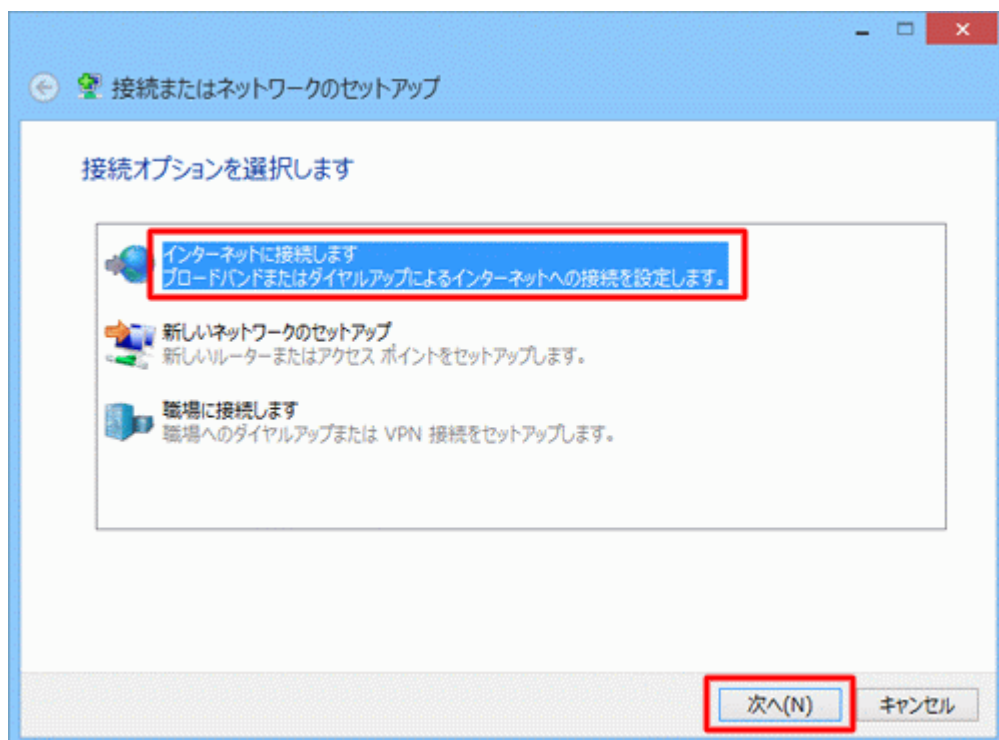 接続またはネットワークのセットアップ
接続オプションを選択します
インターネットに接続します
ブロードバンドまたはダイヤルアップによるインターネットへの接続を設定します。
新しいネットワークのセットアップ
新しいルーターまたはアクセス ポイントをセットアップします。
職場に接続します
職場へのダイヤルアップまたは VPN 接続をセットアップします。
次へ(N)
キャンセル